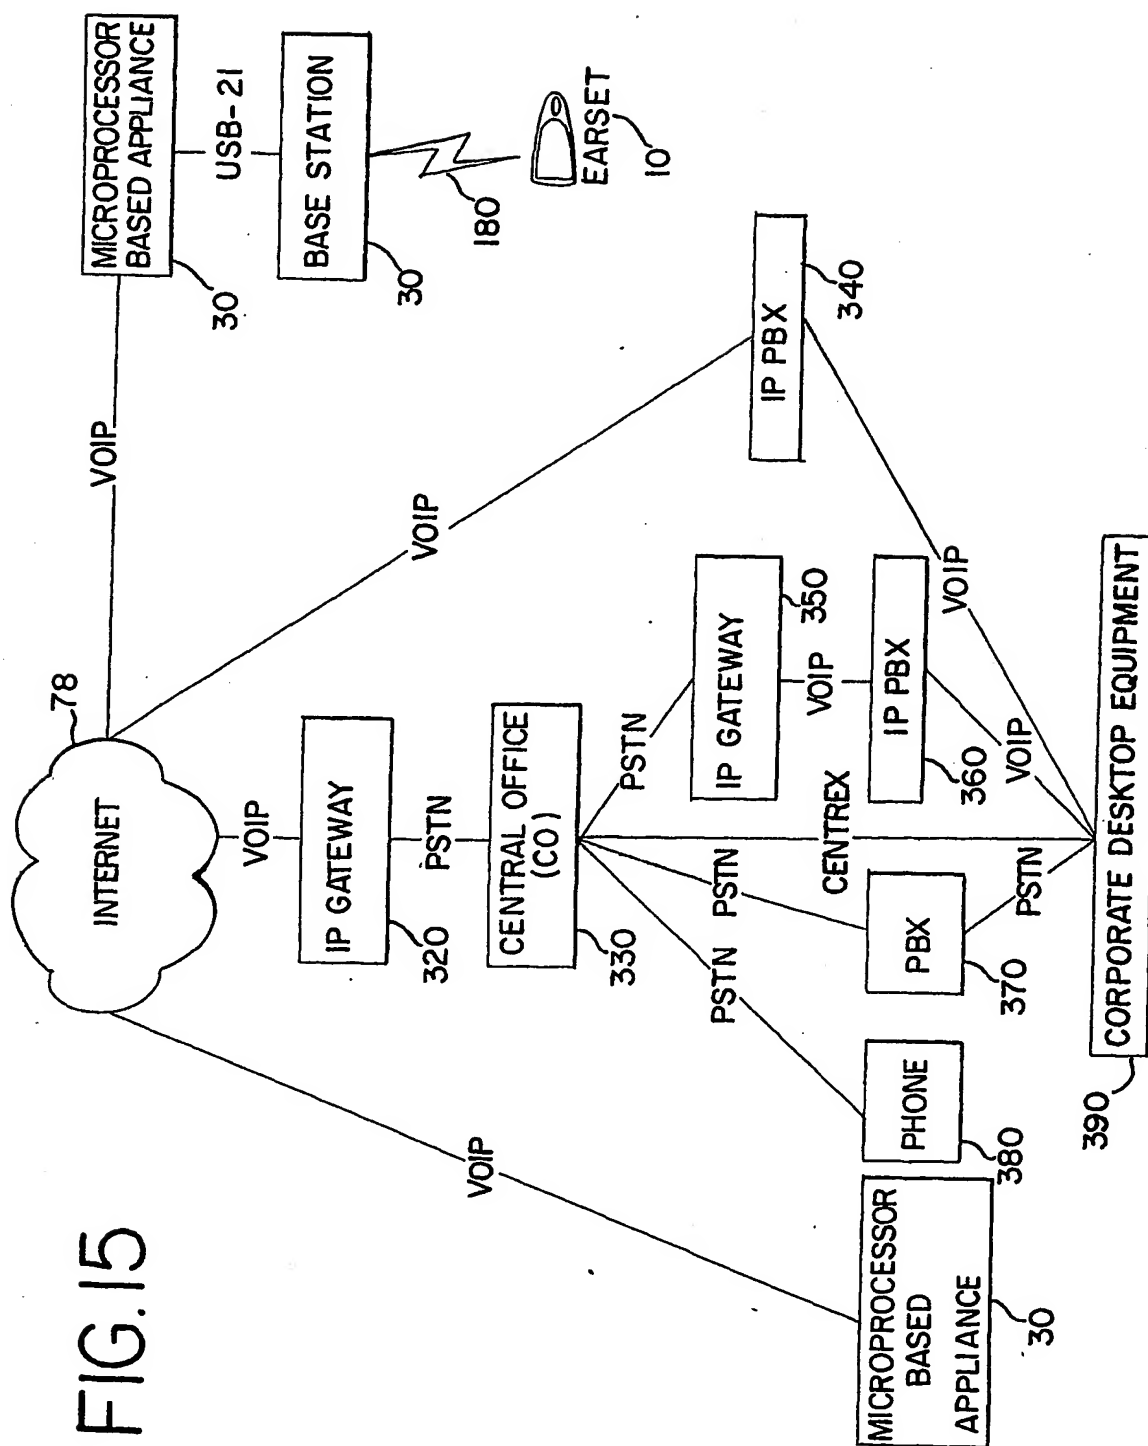 FIG. 15
INTERNET
78
VOIP
MICROPROCESSOR
BASED APPLIANCE
30
USB-21
BASE STATION
30
180
EARSET
10
VOIP
IP GATEWAY
320
PSTN
CENTRAL OFFICE
(CO)
330
VOIP
IP PBX
340
VOIP
VOIP
MICROPROCESSOR
BASED
APPLIANCE
30
PSTN
PHONE
380
PSTN
PBX
370
PSTN
CENTREX
PSTN
IP GATEWAY
350
VOIP
IP PBX
360
VOIP
CORPORATE DESKTOP EQUIPMENT
390